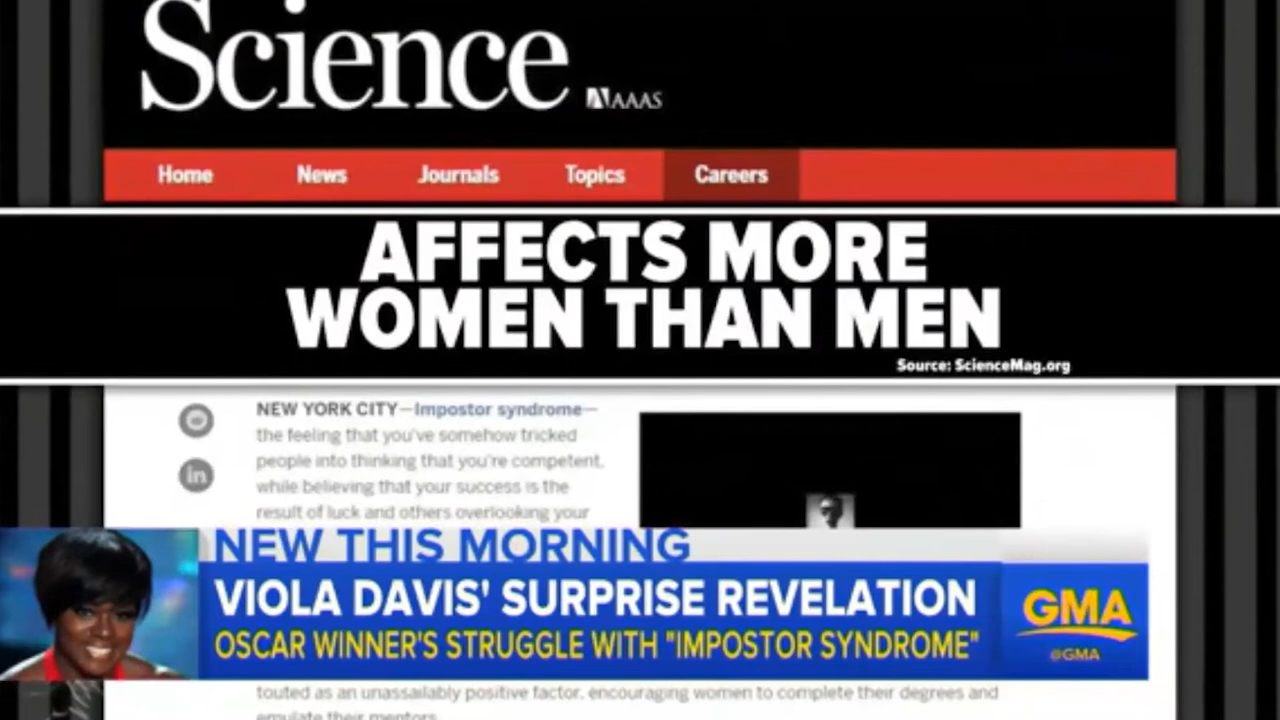 Science
AAAS
Home News Journals Topics Careers
AFFECTS MORE
WOMEN THAN MEN
Source: ScienceMag.org
NEW YORK CITY—Impostor syndrome—
the feeling that you've somehow tricked
people into thinking that you're competent,
while believing that your success is the
result of luck and others overlooking your
in
NEW THIS MORNING
VIOLA DAVIS' SURPRISE REVELATION
OSCAR WINNER'S STRUGGLE WITH "IMPOSTOR SYNDROME"
GMA
@GMA
touted as an unassailably positive factor, encouraging women to complete their degrees and
emulate their mentors.